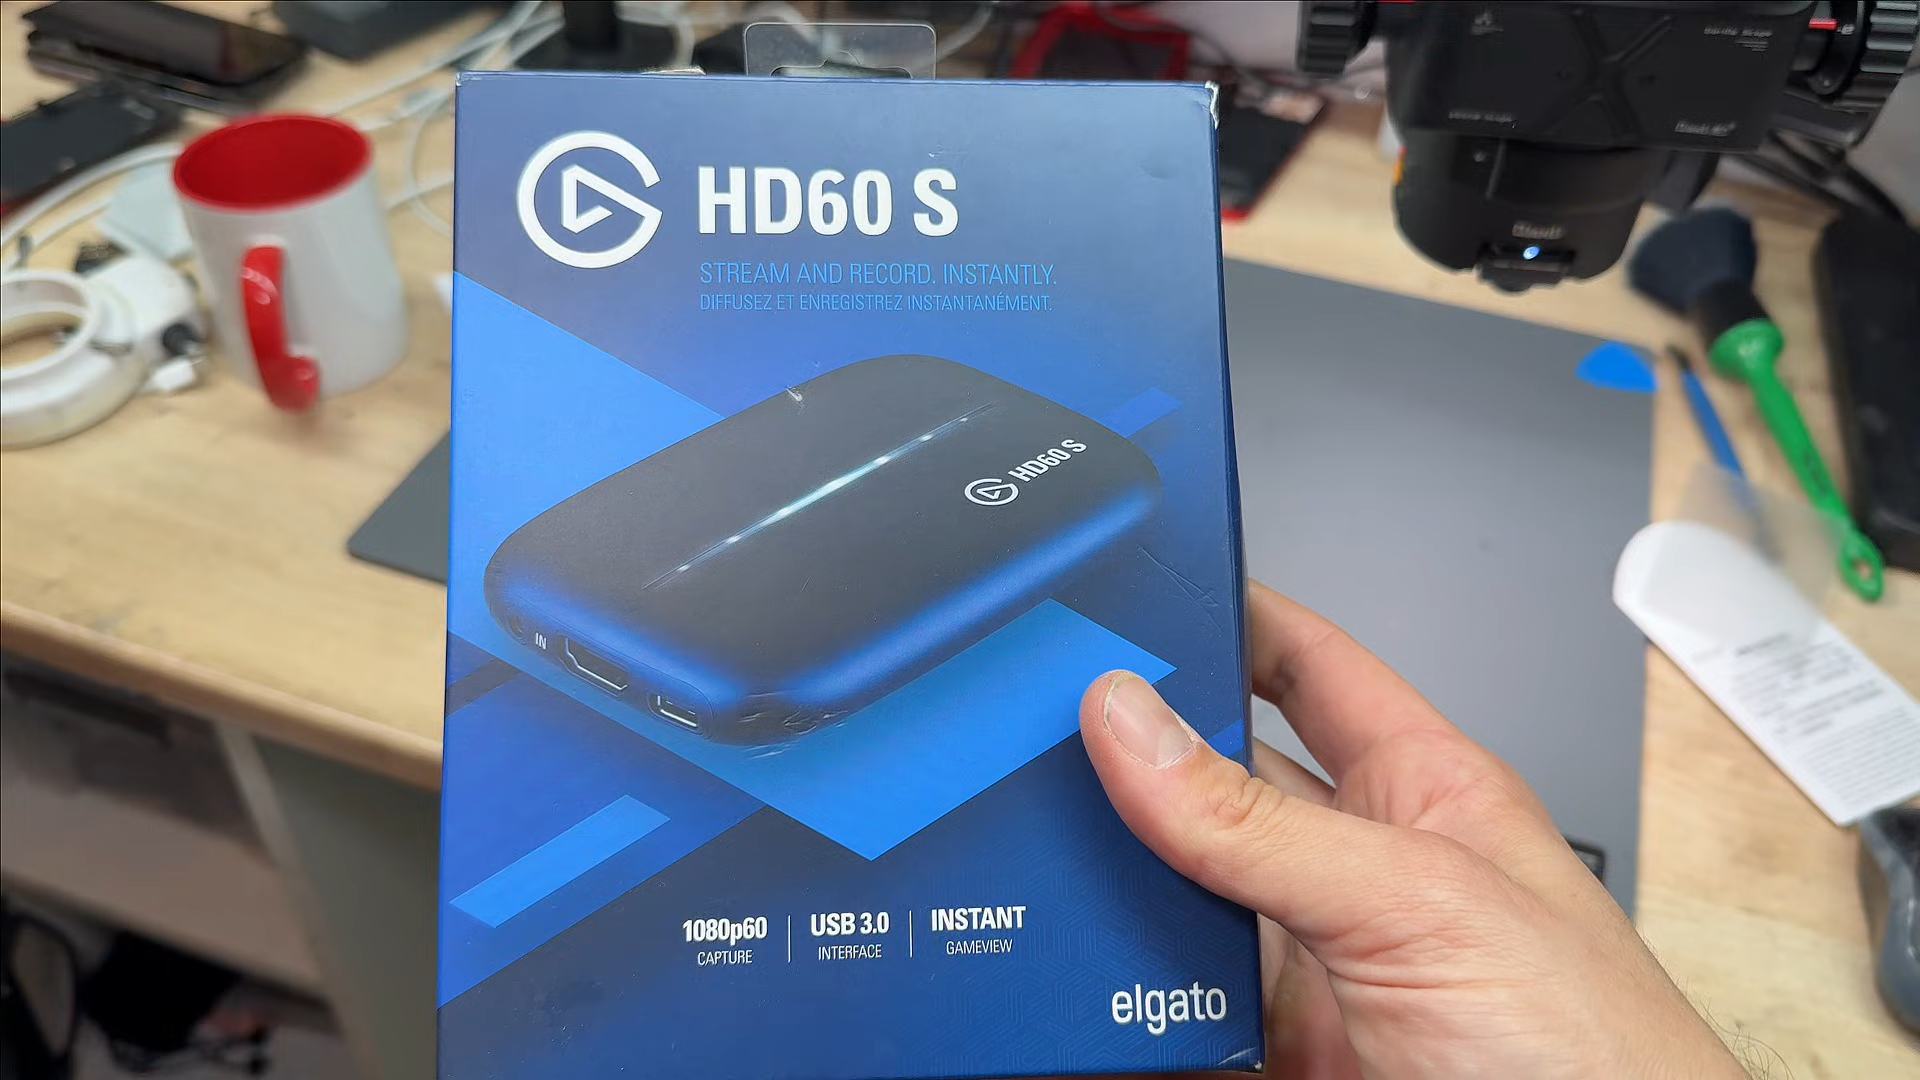 HD60 S
STREAM AND RECORD. INSTANTLY.
DIFFUSEZ ET ENREGISTREZ INSTANTANÉMENT.
HD60 S
IN
1080p60
CAPTURE
USB 3.0
INTERFACE
INSTANT
GAMEVIEW
elgato